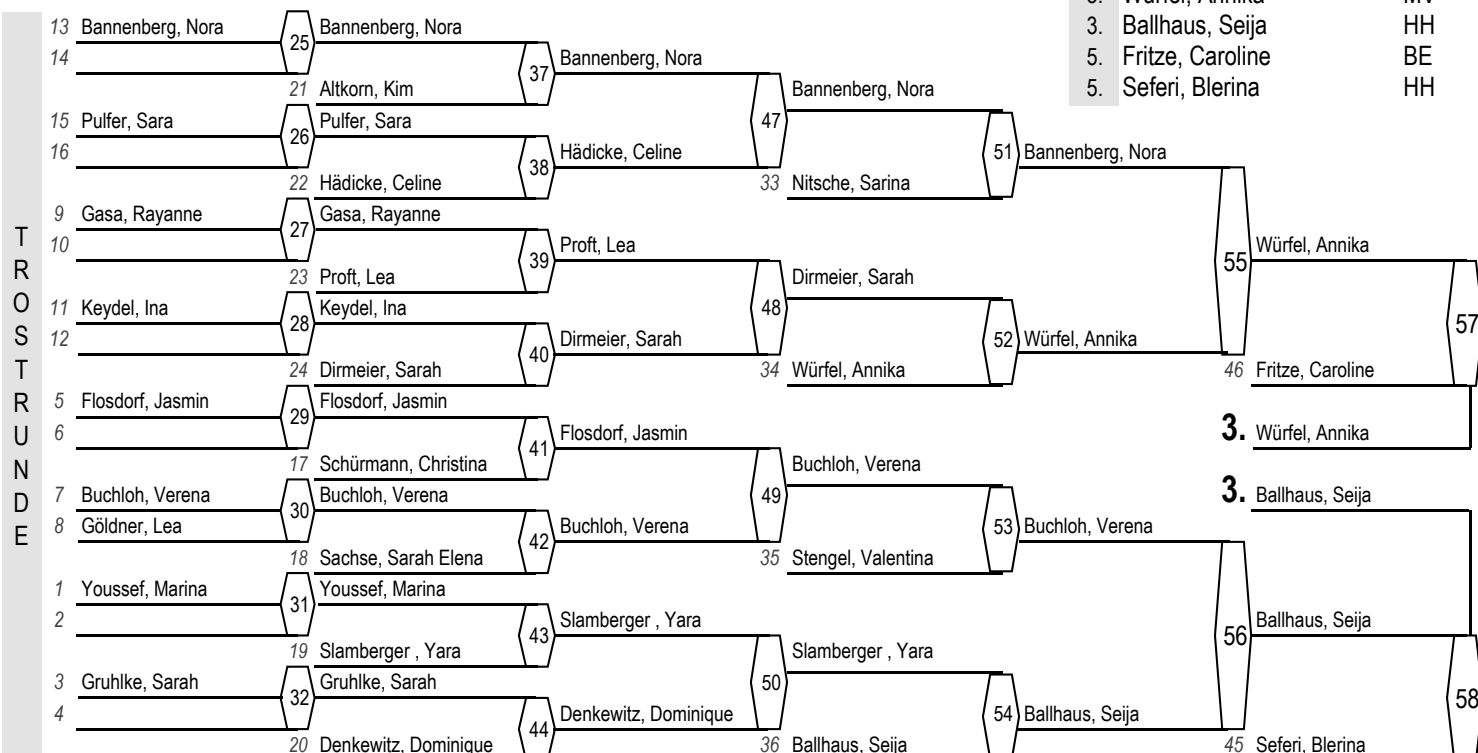 3. Würfel, Annika MV
3. Ballhaus, Seija HH
5. Fritze, Caroline BE
5. Seferi, Blerina HH
TROSTRUNDE
13 Bannenberg, Nora 25 Bannenberg, Nora
14
37 Bannenberg, Nora
21 Altkorn, Kim
47 Bannenberg, Nora
15 Pulfer, Sara 26 Pulfer, Sara
16
38 Hädicke, Celine
51 Bannenberg, Nora
22 Hädicke, Celine
33 Nitsche, Sarina
9 Gasa, Rayanne 27 Gasa, Rayanne
10
39 Proft, Lea
55 Würfel, Annika
23 Proft, Lea
48 Dirmeier, Sarah
11 Keydel, Ina 28 Keydel, Ina
12
57
40 Dirmeier, Sarah
52 Würfel, Annika
24 Dirmeier, Sarah
34 Würfel, Annika
46 Fritze, Caroline
5 Flosdorf, Jasmin 29 Flosdorf, Jasmin
6
41 Flosdorf, Jasmin
3. Würfel, Annika
17 Schürmann, Christina
49 Buchloh, Verena
7 Buchloh, Verena 30 Buchloh, Verena
3. Ballhaus, Seija
8 Göldner, Lea
42 Buchloh, Verena
53 Buchloh, Verena
18 Sachse, Sarah Elena
35 Stengel, Valentina
1 Youssef, Marina 31 Youssef, Marina
2
43 Slamberger , Yara
56 Ballhaus, Seija
19 Slamberger , Yara
50 Slamberger , Yara
3 Gruhlke, Sarah 32 Gruhlke, Sarah
4
58
44 Denkewitz, Dominique
54 Ballhaus, Seija
20 Denkewitz, Dominique
36 Ballhaus, Seija
45 Seferi, Blerina